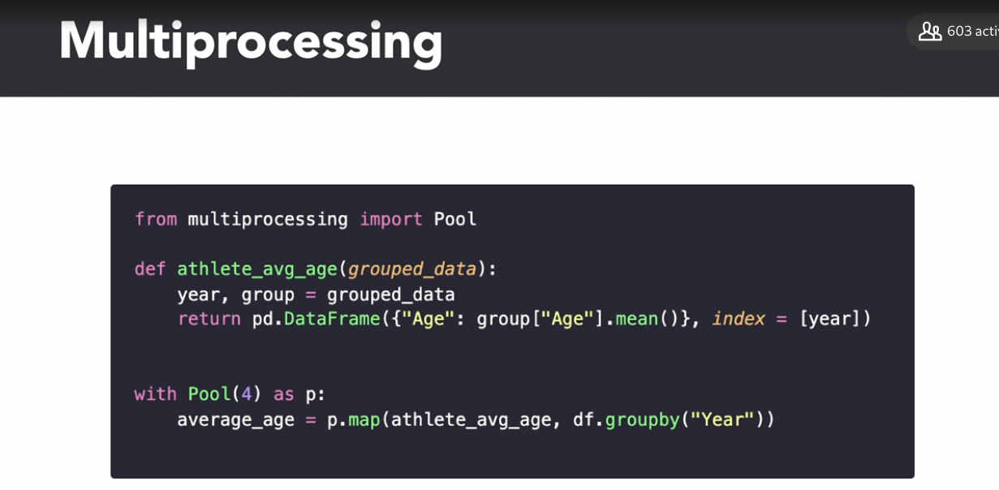 Multiprocessing
603 acti
from multiprocessing import Pool
def athlete_avg_age(grouped_data):
    year, group = grouped_data
    return pd.DataFrame({"Age": group["Age"].mean()}, index = [year])
with Pool(4) as p:
    average_age = p.map(athlete_avg_age, df.groupby("Year"))